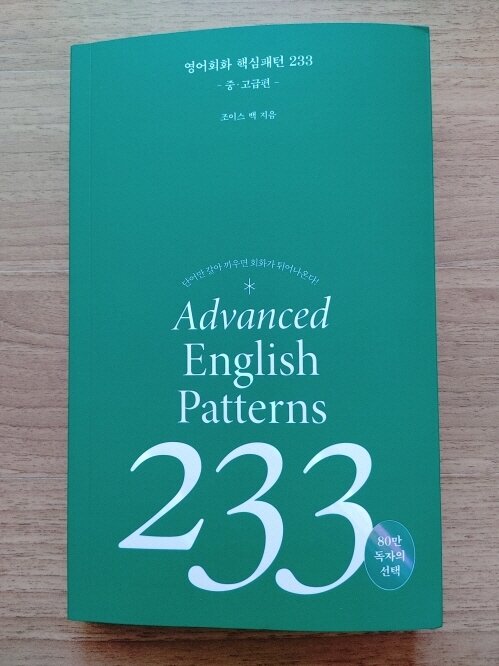 영어회화 핵심패턴 233
- 중·고급편 -
조이스 백 지음
단어만 갈아 끼우면 회화가 튀어나온다!
*
Advanced
English
Patterns
233
80만
독자의
선택